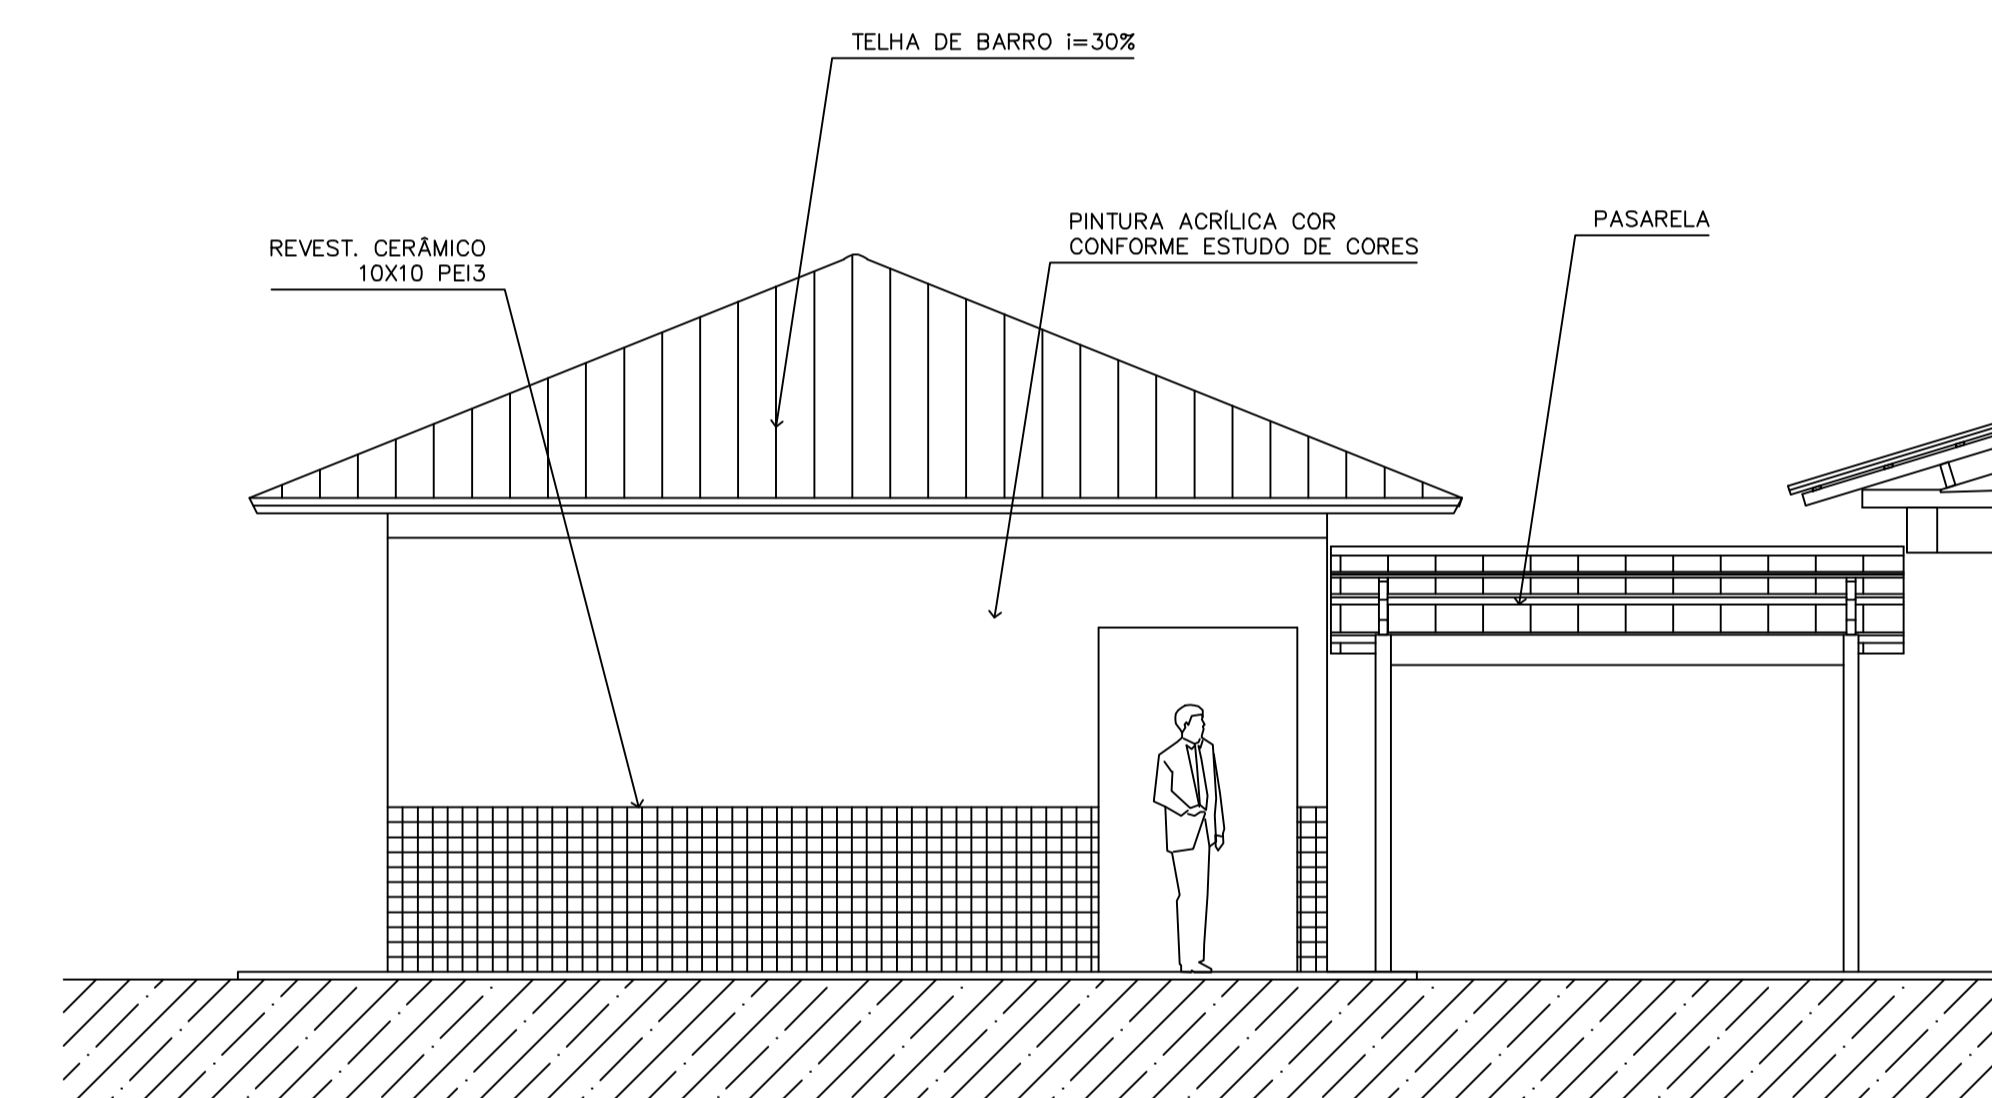 TELHA DE BARRO i=30%
PINTURA ACRÍLICA COR
CONFORME ESTUDO DE CORES
PASARELA
REVEST. CERÂMICO
10X10 PEI3